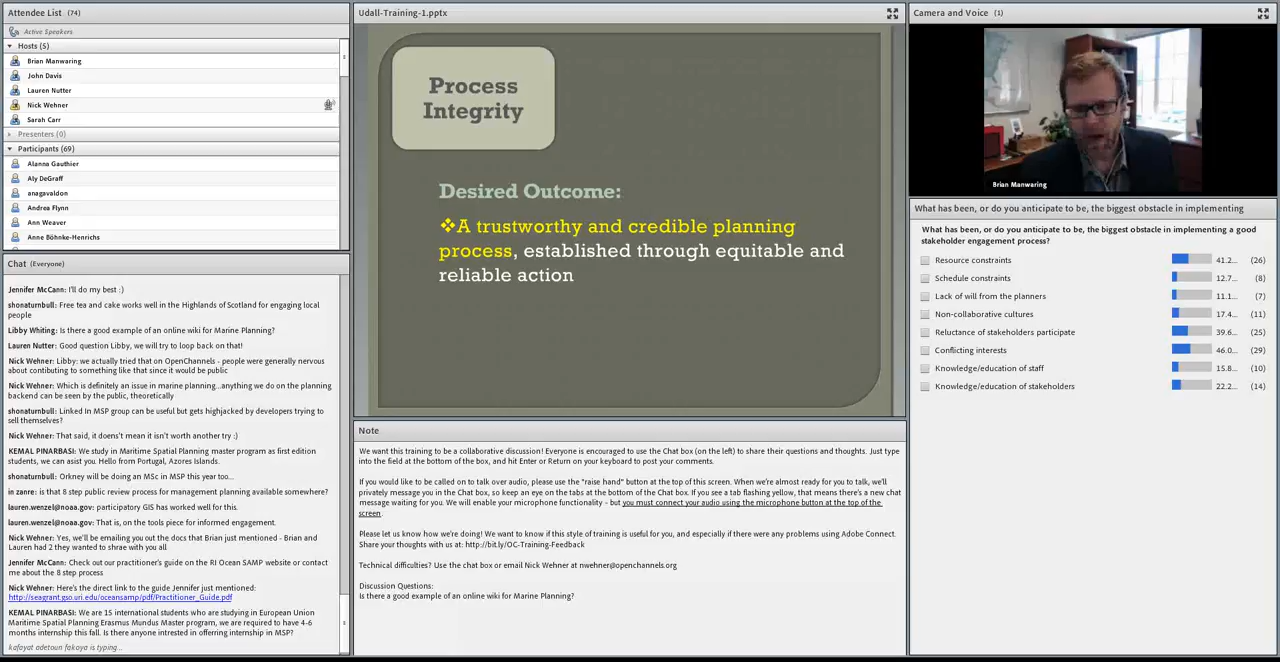 Attendee List (74)
Active Speakers
Hosts (5)
Brian Manwaring
John Davis
Lauren Nutter
Nick Wehner
Sarah Carr
Presenters (0)
Participants (69)
Alanna Gauthier
Aly DeGraff
anagavaldon
Andrea Flynn
Ann Weaver
Anne Böhnke-Henrichs
Chat (Everyone)
Jennifer McCann: I'll do my best :)
shonaturnbull: Free tea and cake works well in the Highlands of Scotland for engaging local
people
Libby Whiting: Is there a good example of an online wiki for Marine Planning?
Lauren Nutter: Good question Libby, we will try to loop back on that!
Nick Wehner: Libby: we actually tried that on OpenChannels - people were generally nervous
about contibuting to something like that since it would be public
Nick Wehner: Which is definitely an issue in marine planning...anything we do on the planning
backend can be seen by the public, theoretically
shonaturnbull: Linked In MSP group can be useful but gets highjacked by developers trying to
sell themselves?
Nick Wehner: That said, it doens't mean it isn't worth another try :)
KEMAL PINARBASI: We study in Maritime Spatial Planning master program as first edition
students, we can asist you. Hello from Portugal, Azores Islands.
shonaturnbull: Orkney will be doing an MSc in MSP this year too...
in zanre: is that 8 step public review process for management planning available somewhere?
lauren.wenzel@noaa.gov: participatory GIS has worked well for this.
lauren.wenzel@noaa.gov: That is, on the tools piece for informed engagement.
Nick Wehner: Yes, we'll be emailing you out the docs that Brian just mentioned - Brian and
Lauren had 2 they wanted to shrae with you all
Jennifer McCann: Check out our practitioner's guide on the RI Ocean SAMP website or contact
me about the 8 step process
Nick Wehner: Here's the direct link to the guide Jennifer just mentioned:
http://seagrant.gso.uri.edu/oceansamp/pdf/Practitioner_Guide.pdf
KEMAL PINARBASI: We are 15 international students who are studying in European Union
Maritime Spatial Planning Erasmus Mundus Master program, we are required to have 4-6
months internship this fall. Is there anyone intrested in offering internship in MSP?
kafayat adetoun fakoya is typing...
Udall-Training-1.pptx
Process
Integrity
Desired Outcome:
❖A trustworthy and credible planning
process, established through equitable and
reliable action
Note
We want this training to be a collaborative discussion! Everyone is encouraged to use the Chat box (on the left) to share their questions and thoughts. Just type
into the field at the bottom of the box, and hit Enter or Return on your keyboard to post your comments.
If you would like to be called on to talk over audio, please use the "raise hand" button at the top of this screen. When we're almost ready for you to talk, we'll
privately message you in the Chat box, so keep an eye on the tabs at the bottom of the Chat box. If you see a tab flashing yellow, that means there's a new chat
message waiting for you. We will enable your microphone functionality - but you must connect your audio using the microphone button at the top of the
screen.
Please let us know how we're doing! We want to know if this style of training is useful for you, and especially if there were any problems using Adobe Connect.
Share your thoughts with us at: http://bit.ly/OC-Training-Feedback
Technical difficulties? Use the chat box or email Nick Wehner at nwehner@openchannels.org
Discussion Questions:
Is there a good example of an online wiki for Marine Planning?
Camera and Voice (1)
Brian Manwaring
What has been, or do you anticipate to be, the biggest obstacle in implementing
What has been, or do you anticipate to be, the biggest obstacle in implementing a good
stakeholder engagement process?
Resource constraints 41.2... (26)
Schedule constraints 12.7... (8)
Lack of will from the planners 11.1... (7)
Non-collaborative cultures 17.4... (11)
Reluctance of stakeholders participate 39.6... (25)
Conflicting interests 46.0... (29)
Knowledge/education of staff 15.8... (10)
Knowledge/education of stakeholders 22.2... (14)